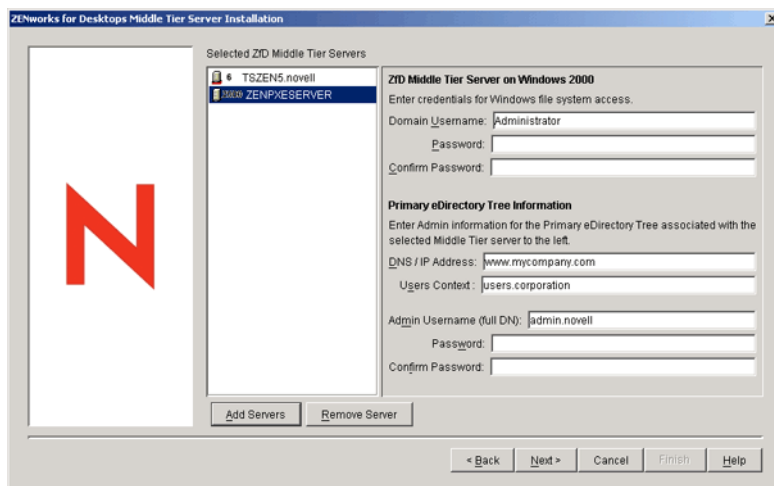 ZENworks for Desktops Middle Tier Server Installation
Selected ZfD Middle Tier Servers
6 TSZEN5.novell
ZENPXESERVER
ZfD Middle Tier Server on Windows 2000
Enter credentials for Windows file system access.
Domain Username: Administrator
Password:
Confirm Password:
Primary eDirectory Tree Information
Enter Admin information for the Primary eDirectory Tree associated with the
selected Middle Tier server to the left.
DNS / IP Address: www.mycompany.com
Users Context : users.corporation
Admin Username (full DN): admin.novell
Password:
Confirm Password:
N
Add Servers
Remove Server
< Back
Next >
Cancel
Finish
Help